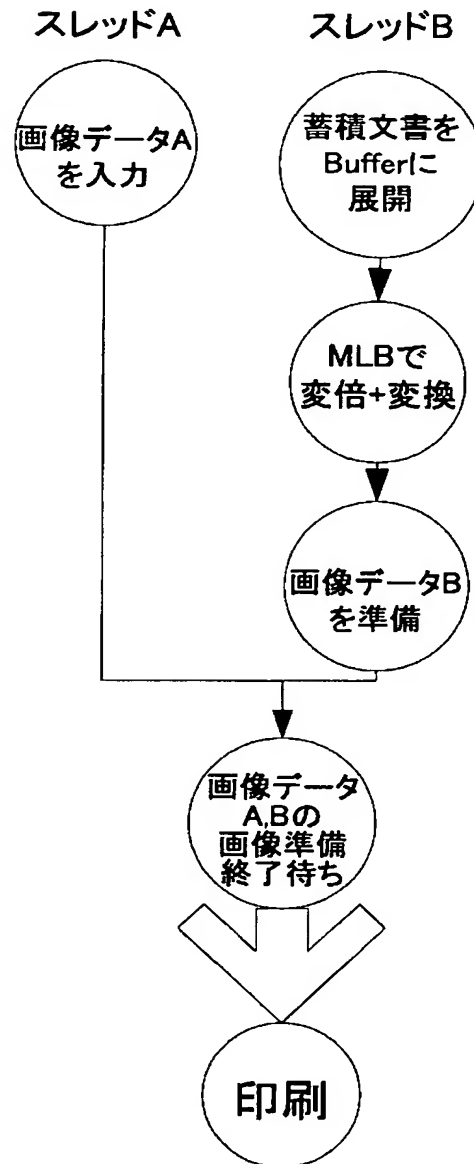 スレッドA
スレッドB
画像データA
を入力
蓄積文書を
Bufferに
展開
MLBで
変倍+変換
画像データB
を準備
画像データ
A,Bの
画像準備
終了待ち
印刷